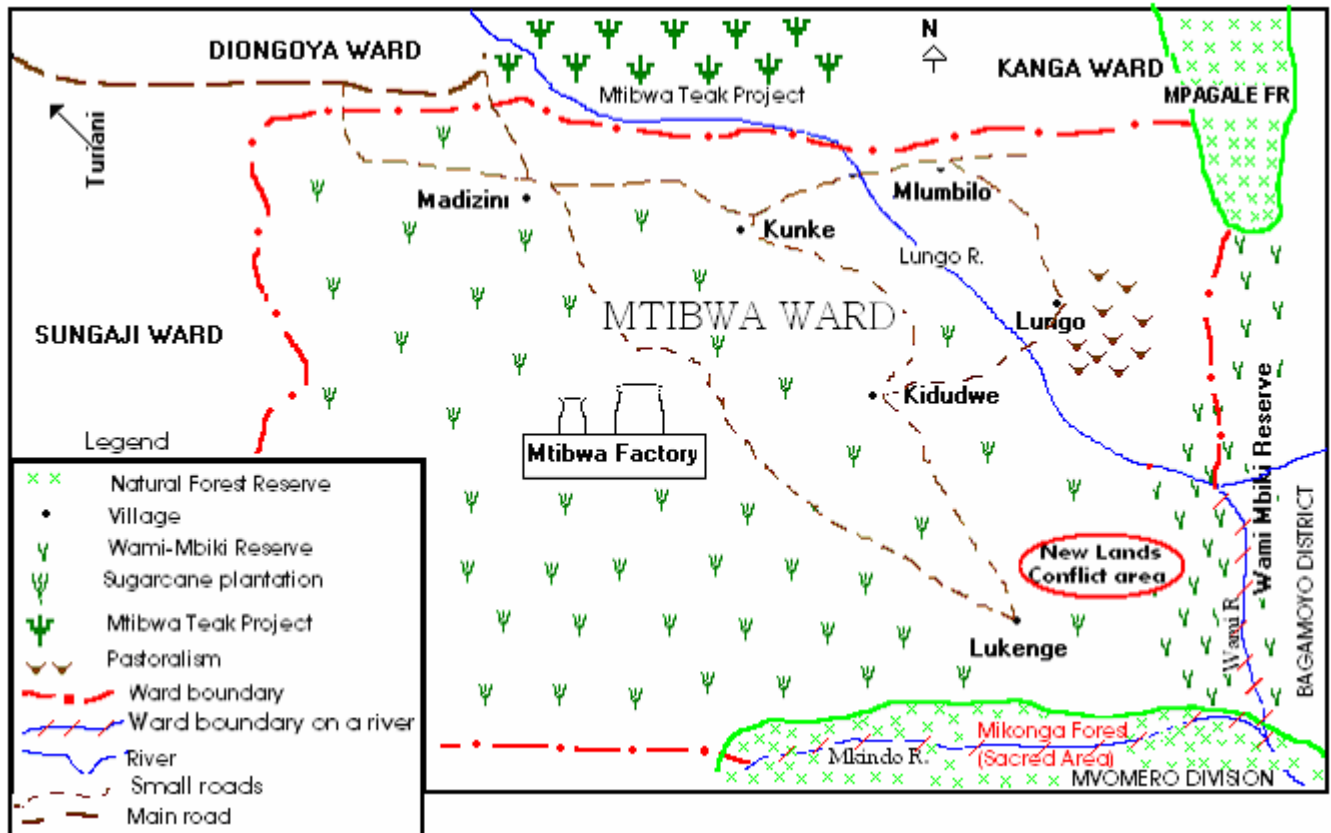 DIONGOYA WARD
N
KANGA WARD
Mtibwa Teak Project
MPAGALE FR
Turiani
Madizini
Mlumbilo
Kunke
Lungo R.
MTIBWA WARD
Lungo
SUNGAJI WARD
Kidudwe
Mtibwa Factory
Wami Mbiki Reserve
BAGAMOYO DISTRICT
New Lands
Conflict area
Wami R.
Lukenge
Mikonga Forest
(Sacred Area)
Mkindo R.
MVOMERO DIVISION
Legend
Natural Forest Reserve
Village
Wami-Mbiki Reserve
Sugarcane plantation
Mtibwa Teak Project
Pastoralism
Ward boundary
Ward boundary on a river
River
Small roads
Main road